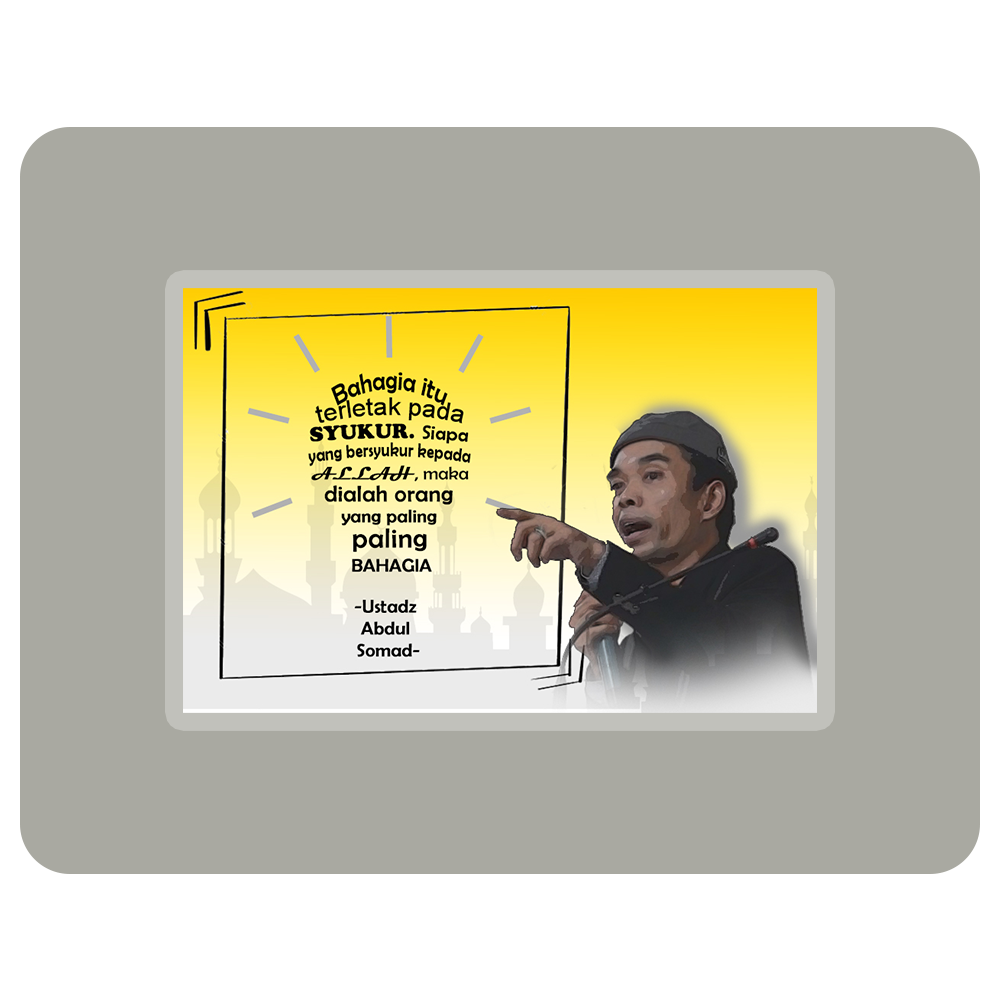 Bahagia itu
terletak pada
SYUKUR. Siapa
yang bersyukur kepada
ALLAH, maka
dialah orang
yang paling
paling
BAHAGIA
-Ustadz
Abdul
Somad-